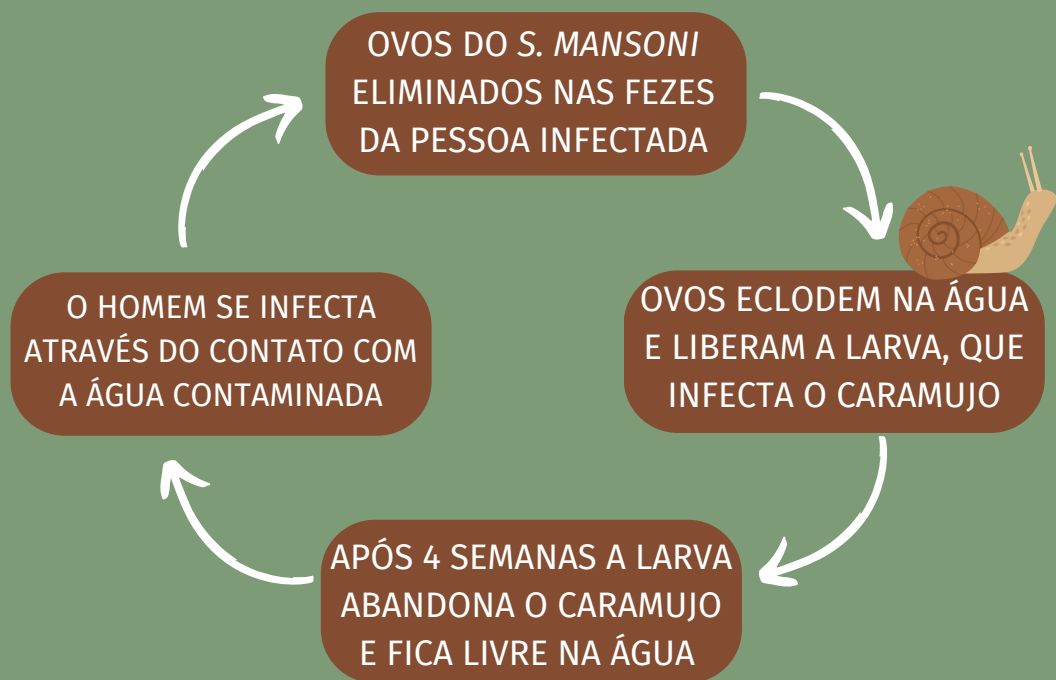 OVOS DO S. MANSONI
ELIMINADOS NAS FEZES
DA PESSOA INFECTADA
OVOS ECLODEM NA ÁGUA
E LIBERAM A LARVA, QUE
INFECTA O CARAMUJO
APÓS 4 SEMANAS A LARVA
ABANDONA O CARAMUJO
E FICA LIVRE NA ÁGUA
O HOMEM SE INFECTA
ATRAVÉS DO CONTATO COM
A ÁGUA CONTAMINADA